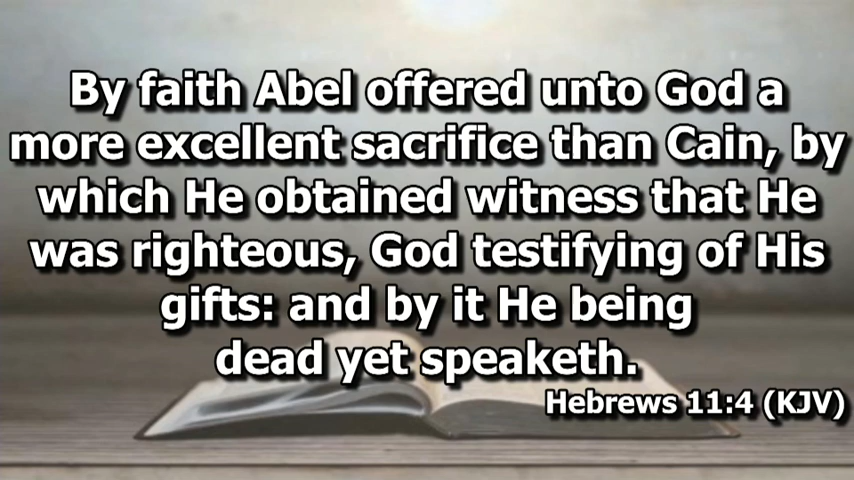 By faith Abel offered unto God a
more excellent sacrifice than Cain, by
which He obtained witness that He
was righteous, God testifying of His
gifts: and by it He being
dead yet speaketh.
Hebrews 11:4 (KJV)